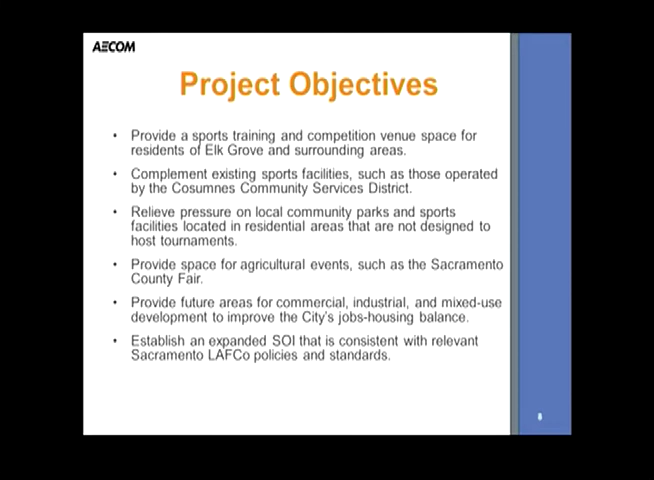 AECOM
Project Objectives
• Provide a sports training and competition venue space for
residents of Elk Grove and surrounding areas.
• Complement existing sports facilities, such as those operated
by the Cosumnes Community Services District.
• Relieve pressure on local community parks and sports
facilities located in residential areas that are not designed to
host tournaments.
• Provide space for agricultural events, such as the Sacramento
County Fair.
• Provide future areas for commercial, industrial, and mixed-use
development to improve the City's jobs-housing balance.
• Establish an expanded SOI that is consistent with relevant
Sacramento LAFCo policies and standards.
8